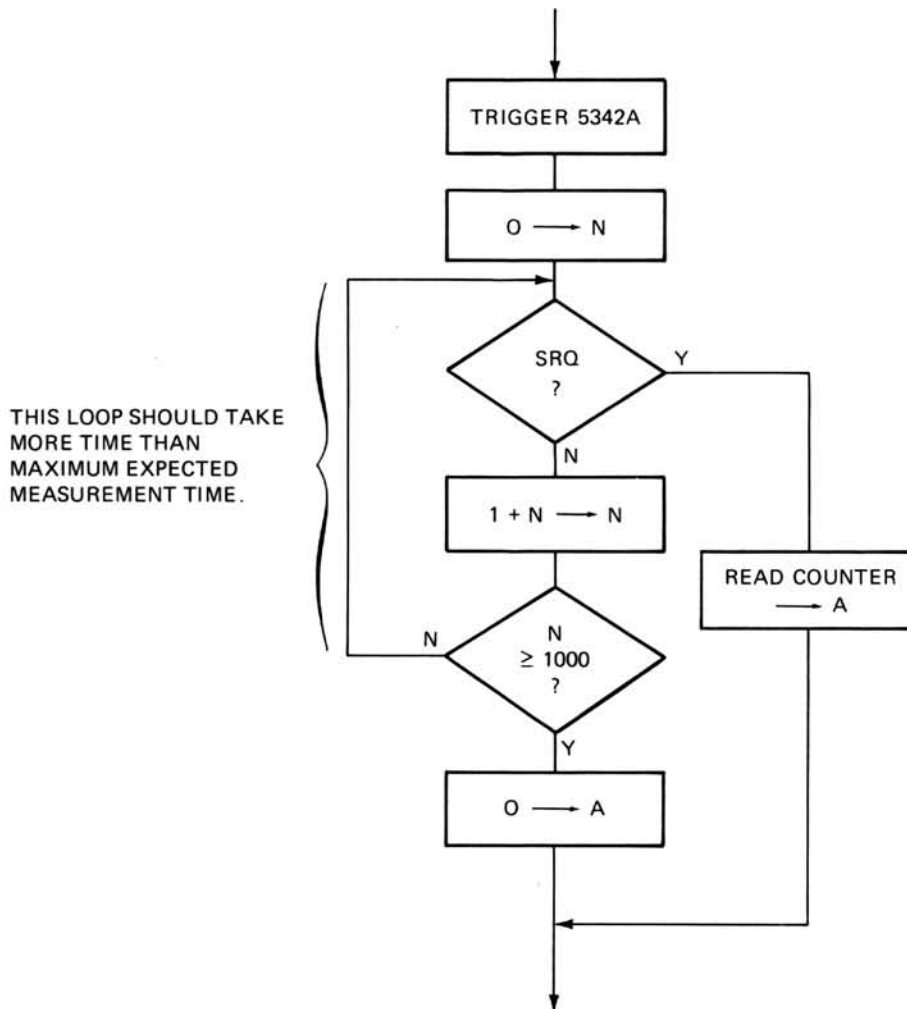 TRIGGER 5342A
O → N
SRQ
?
Y
N
THIS LOOP SHOULD TAKE
MORE TIME THAN
MAXIMUM EXPECTED
MEASUREMENT TIME.
1 + N → N
READ COUNTER
→ A
N
N
≥ 1000
?
Y
O → A